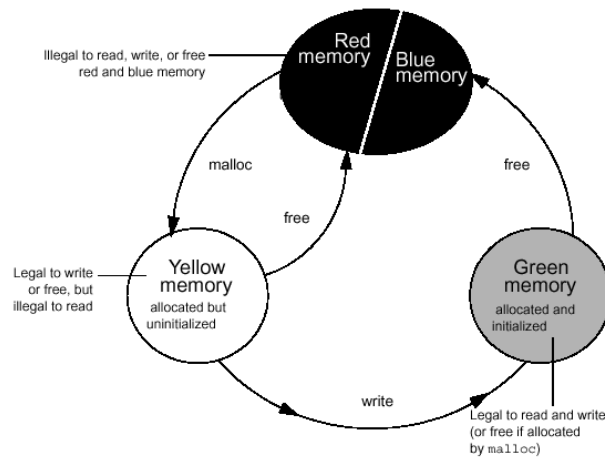 Red
memory
Blue
memory
Illegal to read, write, or free
red and blue memory
malloc
free
free
Legal to write
or free, but
illegal to read
Yellow
memory
allocated but
uninitialized
Green
memory
allocated and
initialized
write
Legal to read and write
(or free if allocated
by malloc)